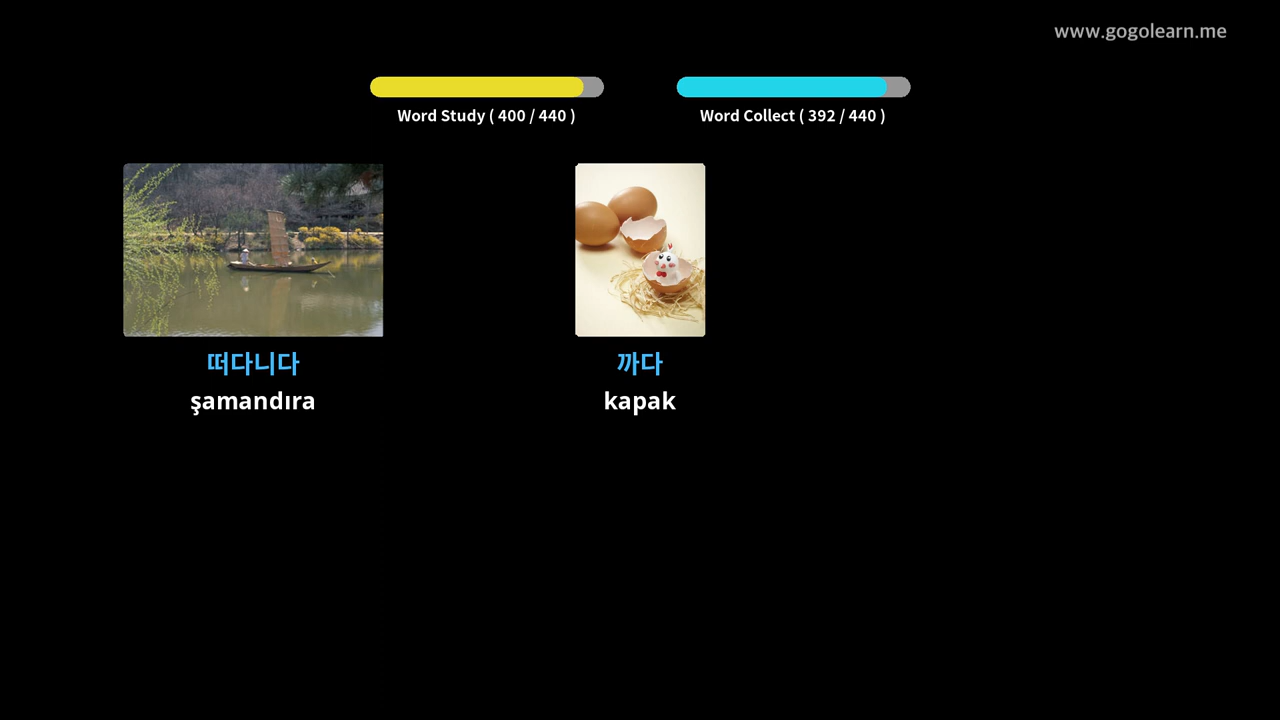 www.gogolearn.me
Word Study ( 400 / 440 )
Word Collect ( 392 / 440 )
떠다니다
şamandıra
까다
kapak